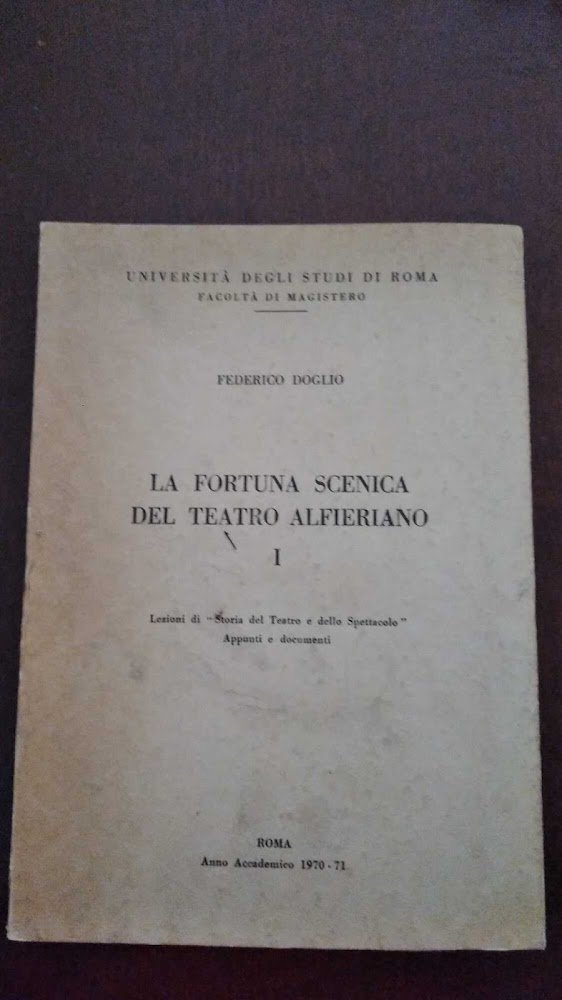 UNIVERSITÀ DEGLI STUDI DI ROMA
FACOLTÀ DI MAGISTERO
FEDERICO DOGLIO
LA FORTUNA SCENICA
DEL TEATRO ALFIERIANO
I
Lezioni di "Storia del Teatro e dello Spettacolo"
Appunti e documenti
ROMA
Anno Accademico 1970-71